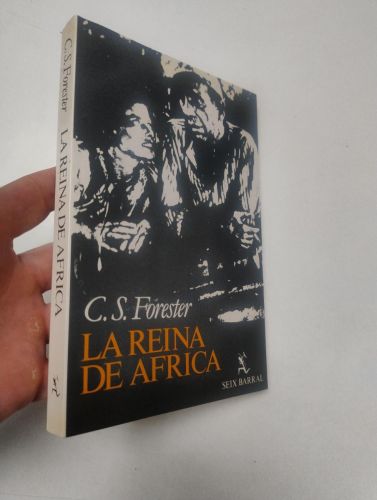 C. S. Forester
LA REINA DE AFRICA
C. S. Forester
LA REINA
DE AFRICA
SEIX BARRAL